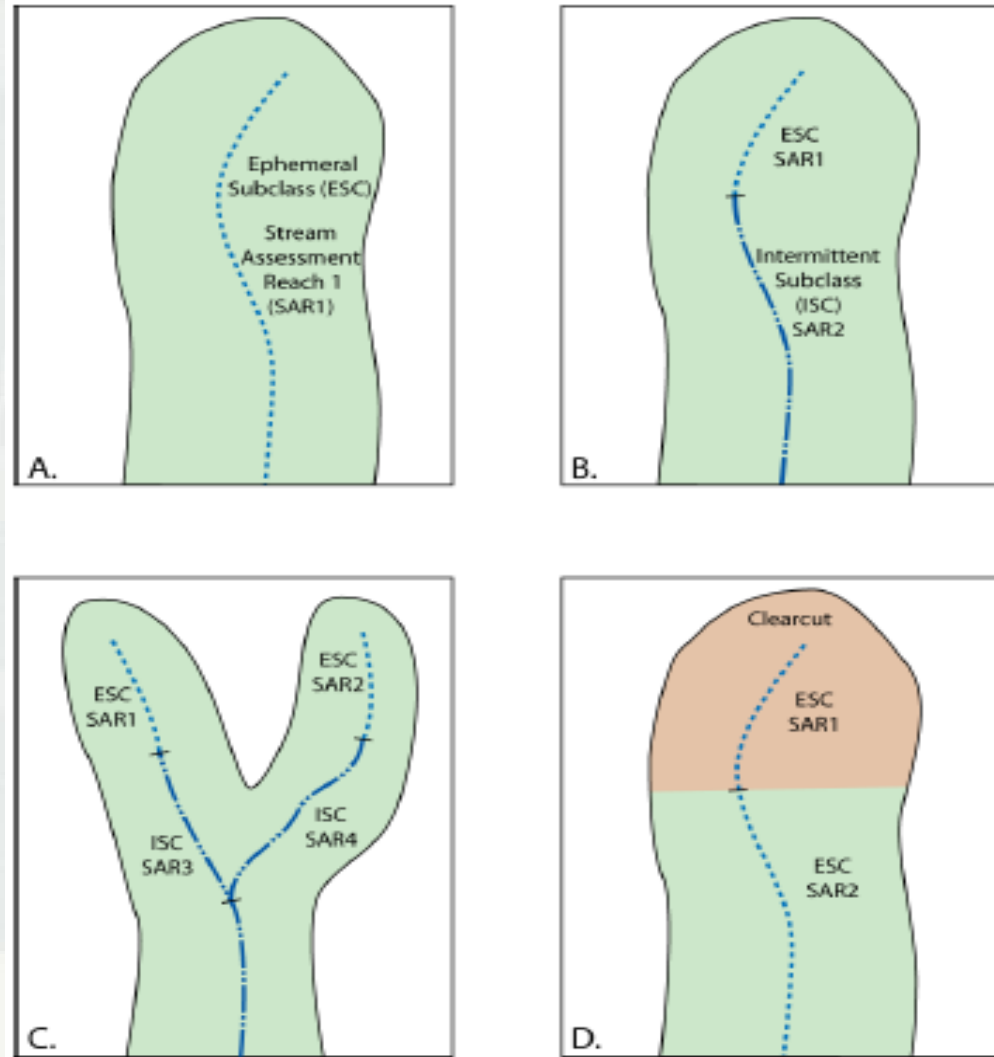 Ephemeral
Subclass (ESC)
Stream
Assessment
Reach 1
(SAR1)
A.
ESC
SAR1
Intermittent
Subclass
(ISC)
SAR2
B.
ESC
SAR1
ESC
SAR2
ISC
SAR3
ISC
SAR4
C.
Clearcut
ESC
SAR1
ESC
SAR2
D.